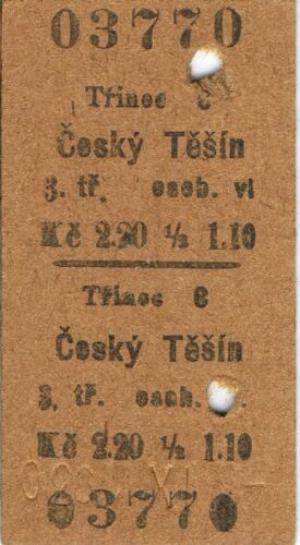 03770
Třinec
Český Těšín
3. tř. osob. vl
Kč 2.20 ½ 1.10
Třinec 8
Český Těšín
3. tř. osob.
Kč 2.20 ½ 1.10
03770